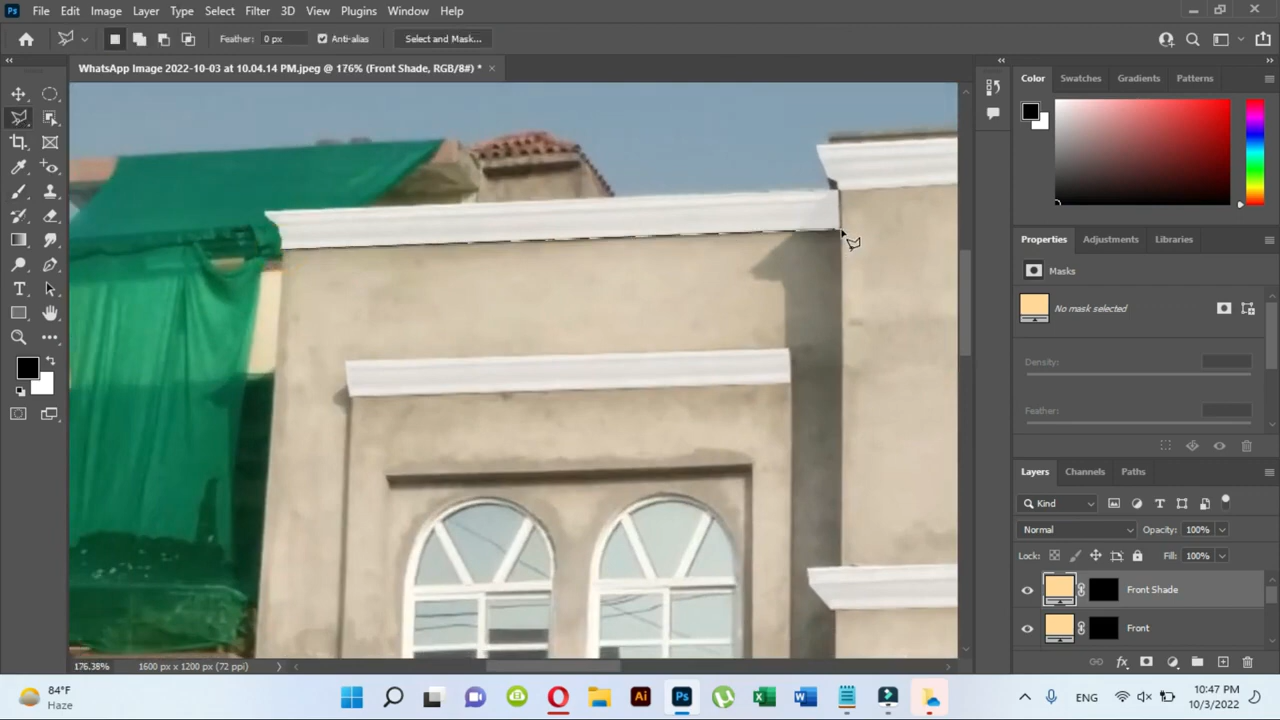 Ps File Edit Image Layer Type Select Filter 3D View Plugins Window Help
Feather: 0 px Anti-alias Select and Mask...
WhatsApp Image 2022-10-03 at 10.04.14 PM.jpeg @ 176% (Front Shade, RGB/8#) * ×
Color Swatches Gradients Patterns
Properties Adjustments Libraries
Masks
No mask selected
Density:
Feather:
Layers Channels Paths
Kind
Normal Opacity: 100%
Lock: Fill: 100%
Front Shade
Front
176.38% 1600 px x 1200 px (72 ppi)
84°F
Haze
Ai Ps
ENG
10:47 PM
10/3/2022